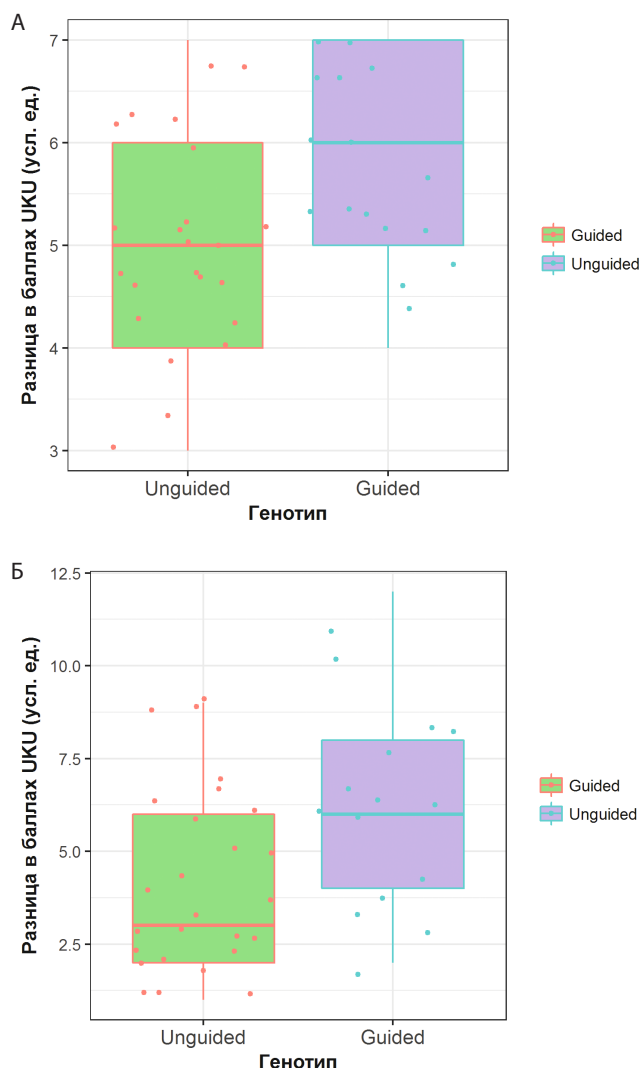 А
Разница в баллах UKU (усл. ед.)
7
6
5
4
3
Unguided
Guided
Генотип
Guided
Unguided
Б
Разница в баллах UKU (усл. ед.)
12.5
10.0
7.5
5.0
2.5
Unguided
Guided
Генотип
Guided
Unguided